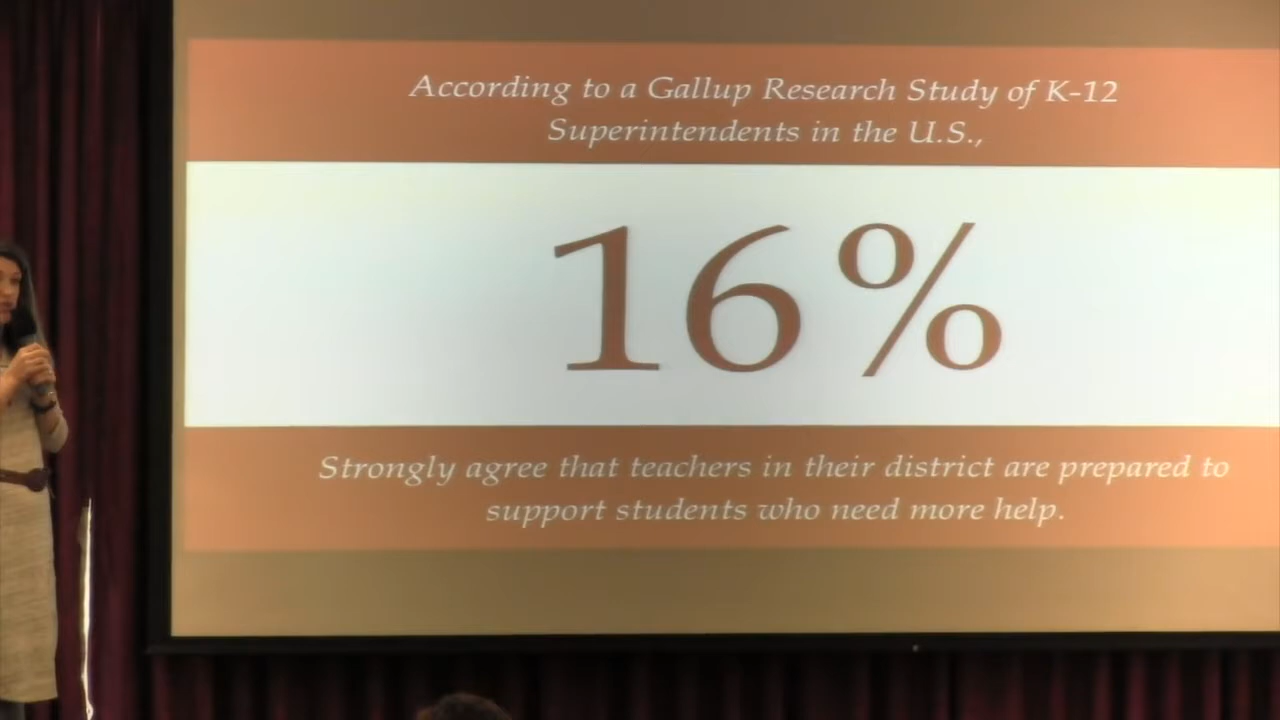 According to a Gallup Research Study of K-12
Superintendents in the U.S.,
16%
Strongly agree that teachers in their district are prepared to
support students who need more help.